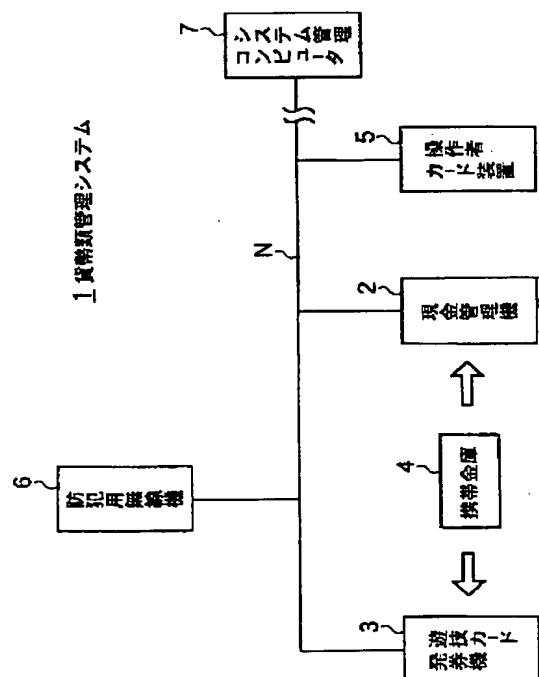 1 貨幣類管理システム
6
防犯用無線機
7
システム管理
コンピュータ
N
3
遊技カード
発券機
4
携帯金庫
2
現金管理機
5
操作者
カード装置